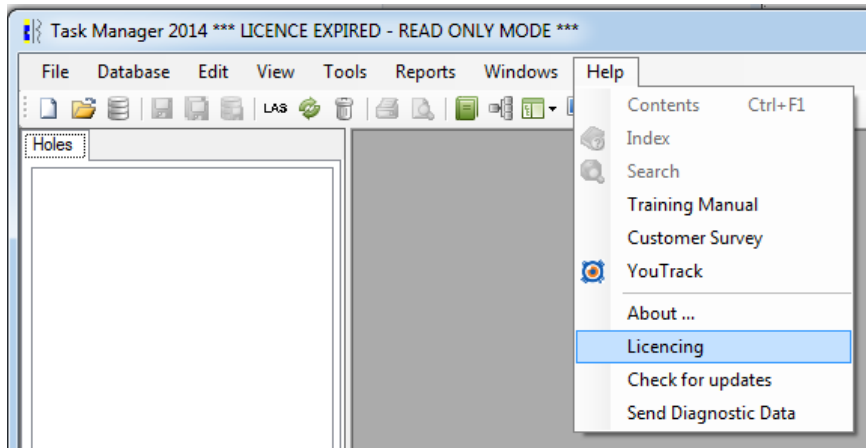 Task Manager 2014 *** LICENCE EXPIRED - READ ONLY MODE ***
File Database Edit View Tools Reports Windows Help
LAS
Holes
Contents Ctrl+F1
Index
Search
Training Manual
Customer Survey
YouTrack
About ...
Licencing
Check for updates
Send Diagnostic Data